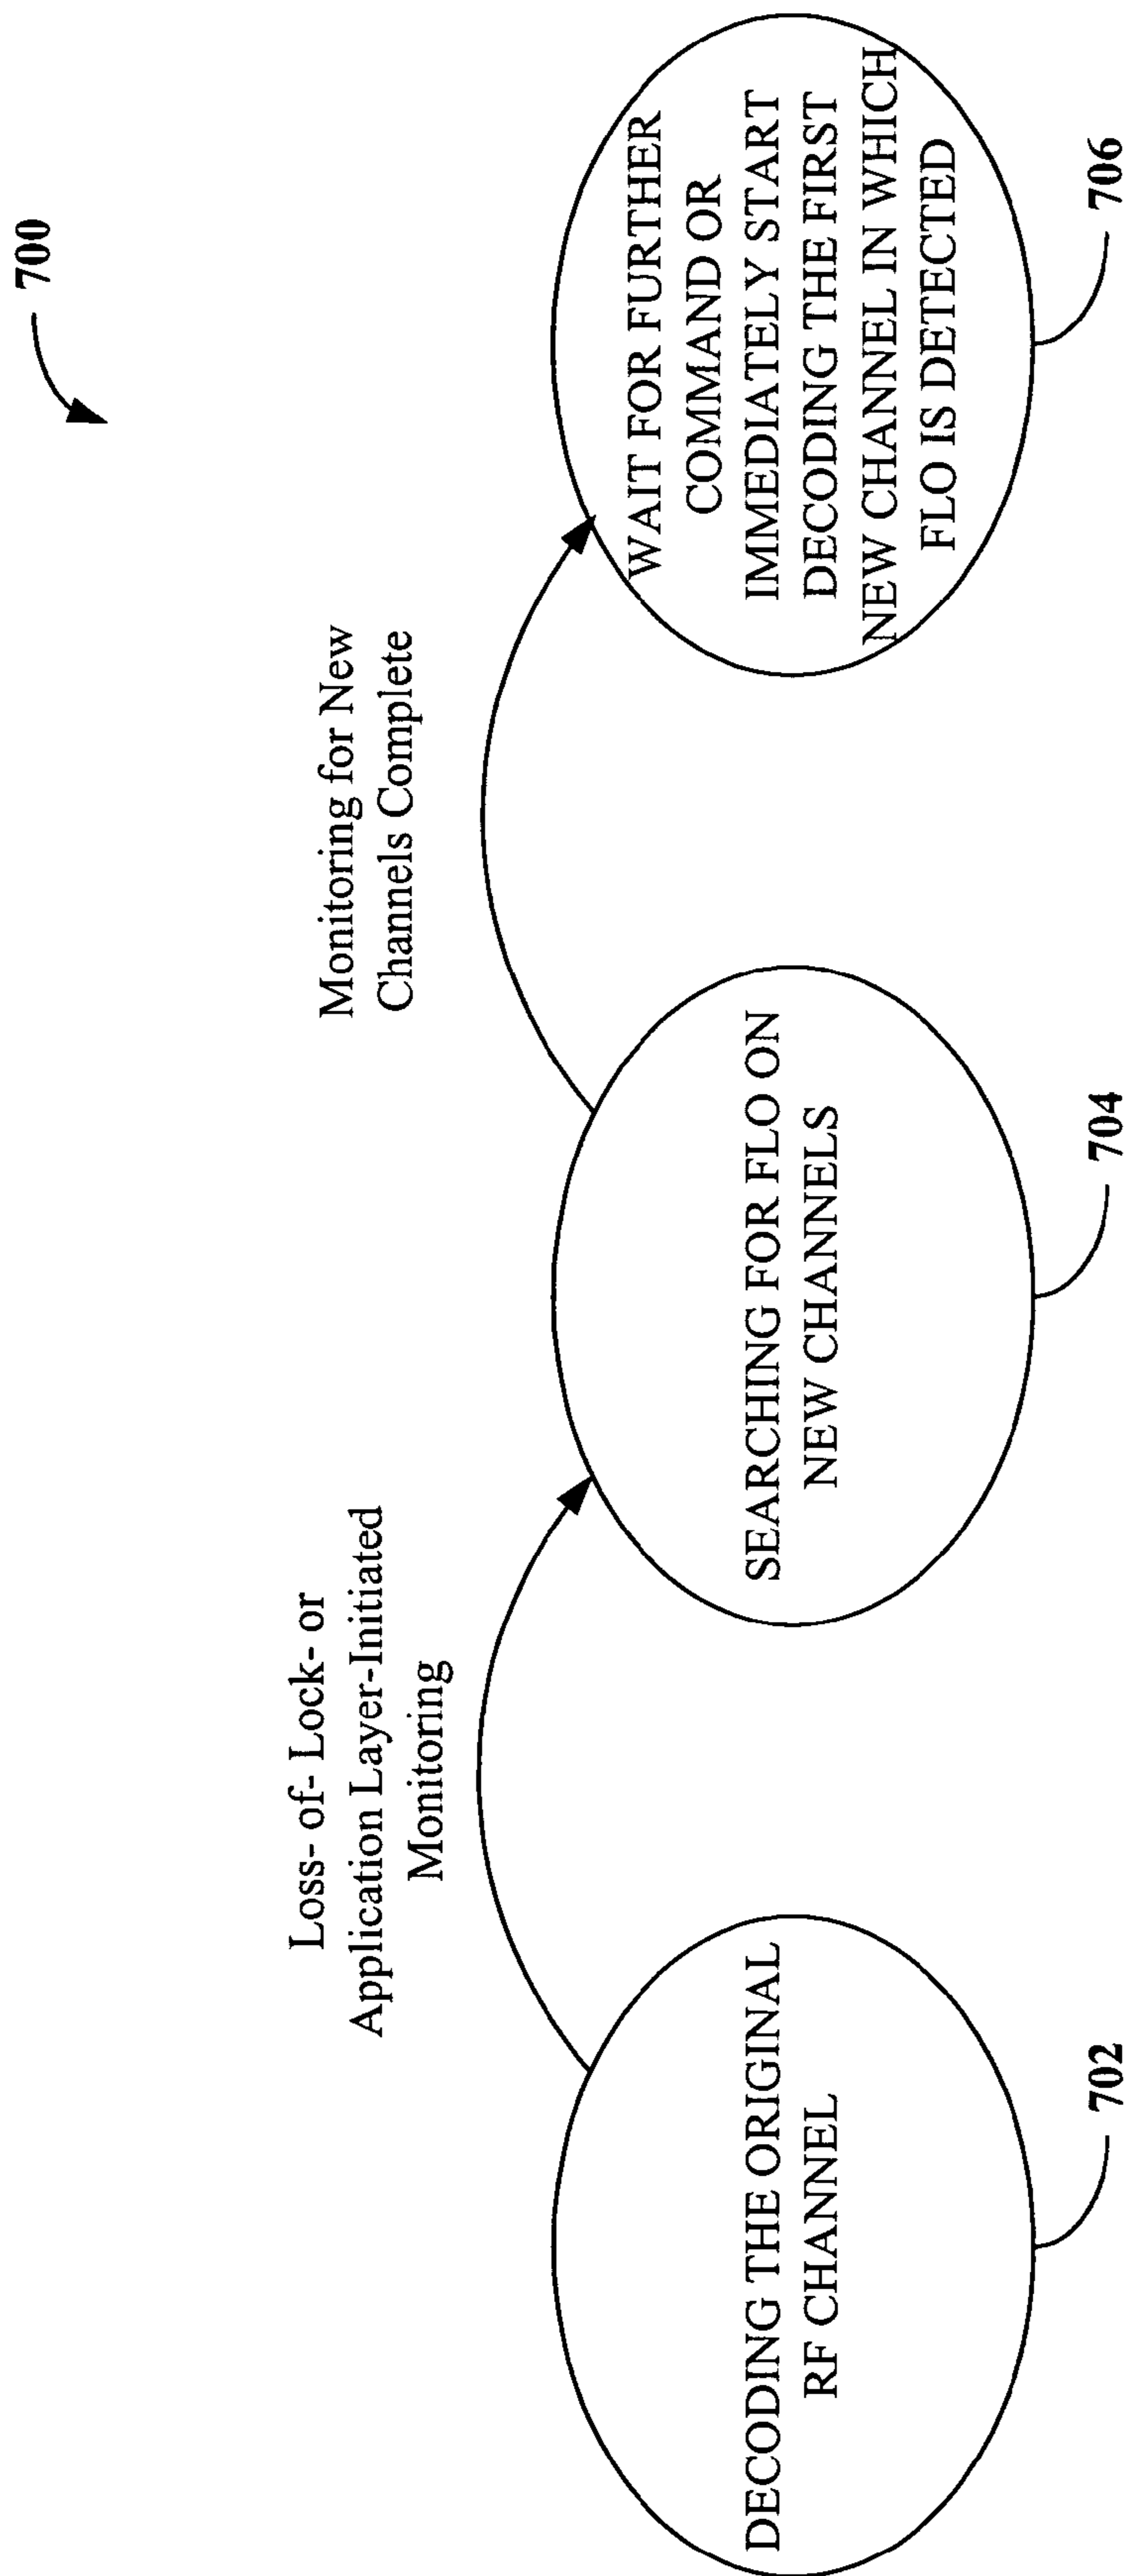 700
Loss- of- Lock- or
Application Layer-Initiated
Monitoring
Monitoring for New
Channels Complete
DECODING THE ORIGINAL
RF CHANNEL
702
SEARCHING FOR FLO ON
NEW CHANNELS
704
WAIT FOR FURTHER
COMMAND OR
IMMEDIATELY START
DECODING THE FIRST
NEW CHANNEL IN WHICH
FLO IS DETECTED
706